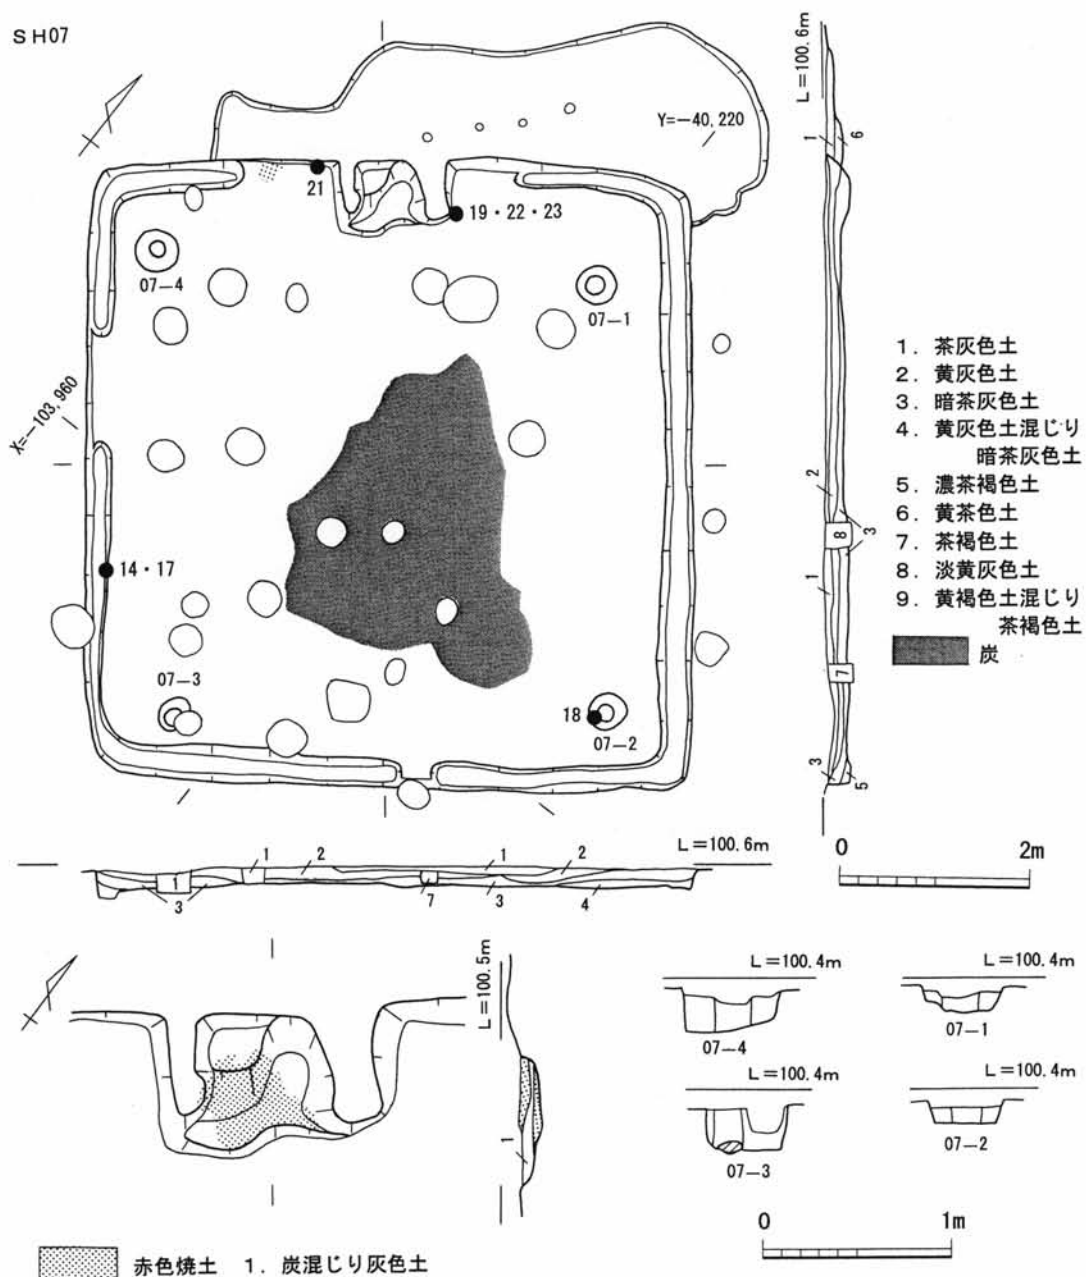 SH07
L=100.6m
Y=-40,220
1
6
21
19・22・23
07-4
07-1
X=-103,960
1. 茶灰色土
2. 黄灰色土
3. 暗茶灰色土
4. 黄灰色土混じり
暗茶灰色土
5. 濃茶褐色土
6. 黄茶色土
7. 茶褐色土
8. 淡黄灰色土
9. 黄褐色土混じり
茶褐色土
炭
2
8
3
1
7
3
5
14・17
07-3
18
07-2
L=100.6m
1
2
1
2
1
3
7
3
4
0
2m
L=100.5m
1
L=100.4m
07-4
L=100.4m
07-1
L=100.4m
07-3
L=100.4m
07-2
0
1m
赤色焼土 1. 炭混じり灰色土